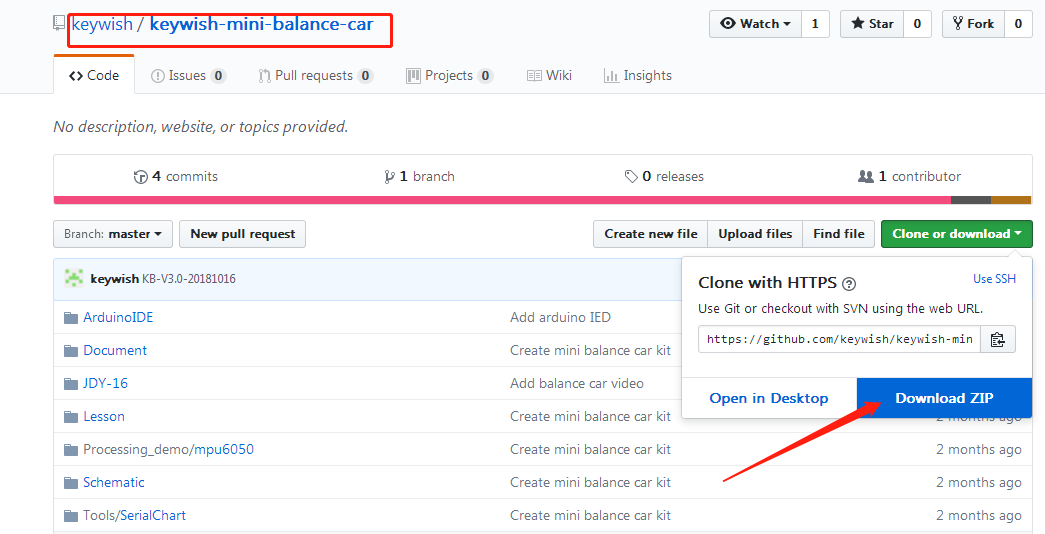 keywish / keywish-mini-balance-car
Watch 1 Star 0 Fork 0
Code Issues 0 Pull requests 0 Projects 0 Wiki Insights
No description, website, or topics provided.
4 commits 1 branch 0 releases 1 contributor
Branch: master New pull request Create new file Upload files Find file Clone or download
keywish KB-V3.0-20181016
Clone with HTTPS ? Use SSH
Use Git or checkout with SVN using the web URL.
https://github.com/keywish/keywish-min
Open in Desktop Download ZIP
ArduinoIDE Add arduino IED
Document Create mini balance car kit
JDY-16 Add balance car video
Lesson Create mini balance car kit 2 months ago
Processing_demo/mpu6050 Create mini balance car kit 2 months ago
Schematic Create mini balance car kit 2 months ago
Tools/SerialChart Create mini balance car kit 2 months ago